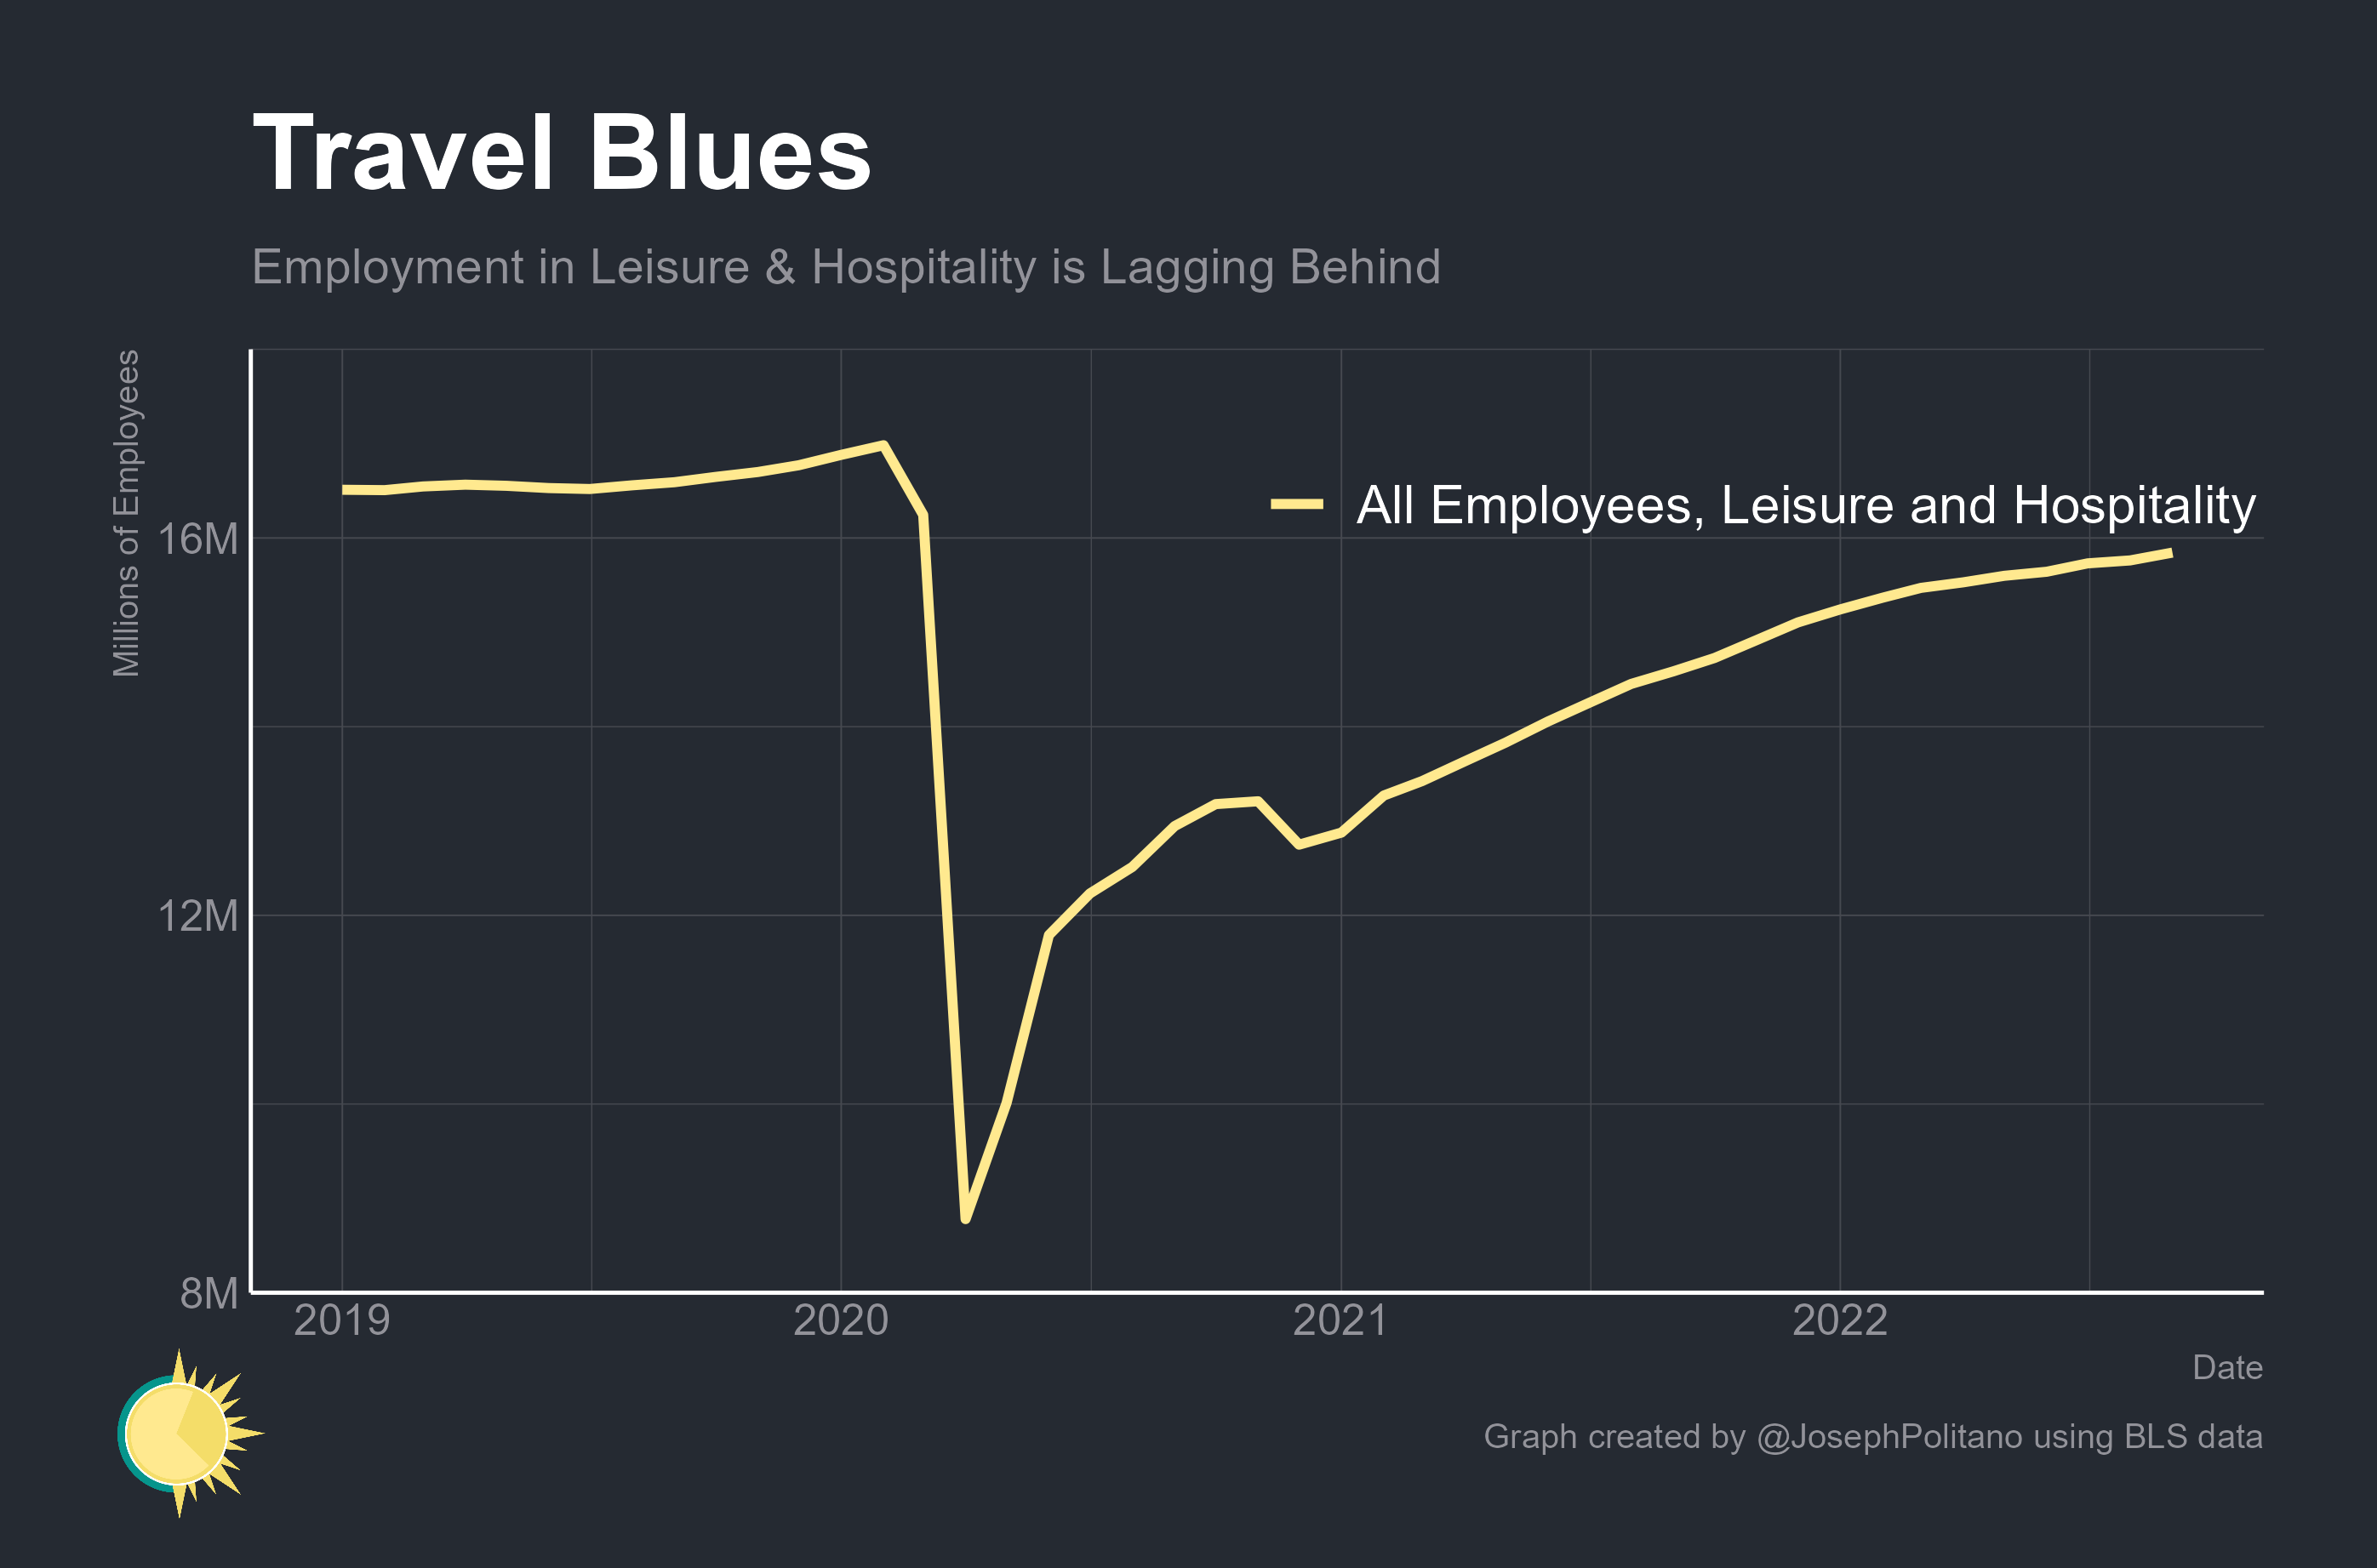 Travel Blues
Employment in Leisure & Hospitality is Lagging Behind
Millions of Employees
16M
12M
8M
All Employees, Leisure and Hospitality
2019
2020
2021
2022
Date
Graph created by @JosephPolitano using BLS data